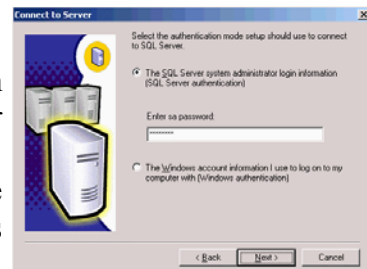 Connect to Server
Select the authentication mode setup should use to connect
to SQL Server.
The SQL Server system administrator login information
(SQL Server authentication)
Enter sa password:
********
The Windows account information I use to log on to my
computer with (Windows authentication)
< Back
Next >
Cancel